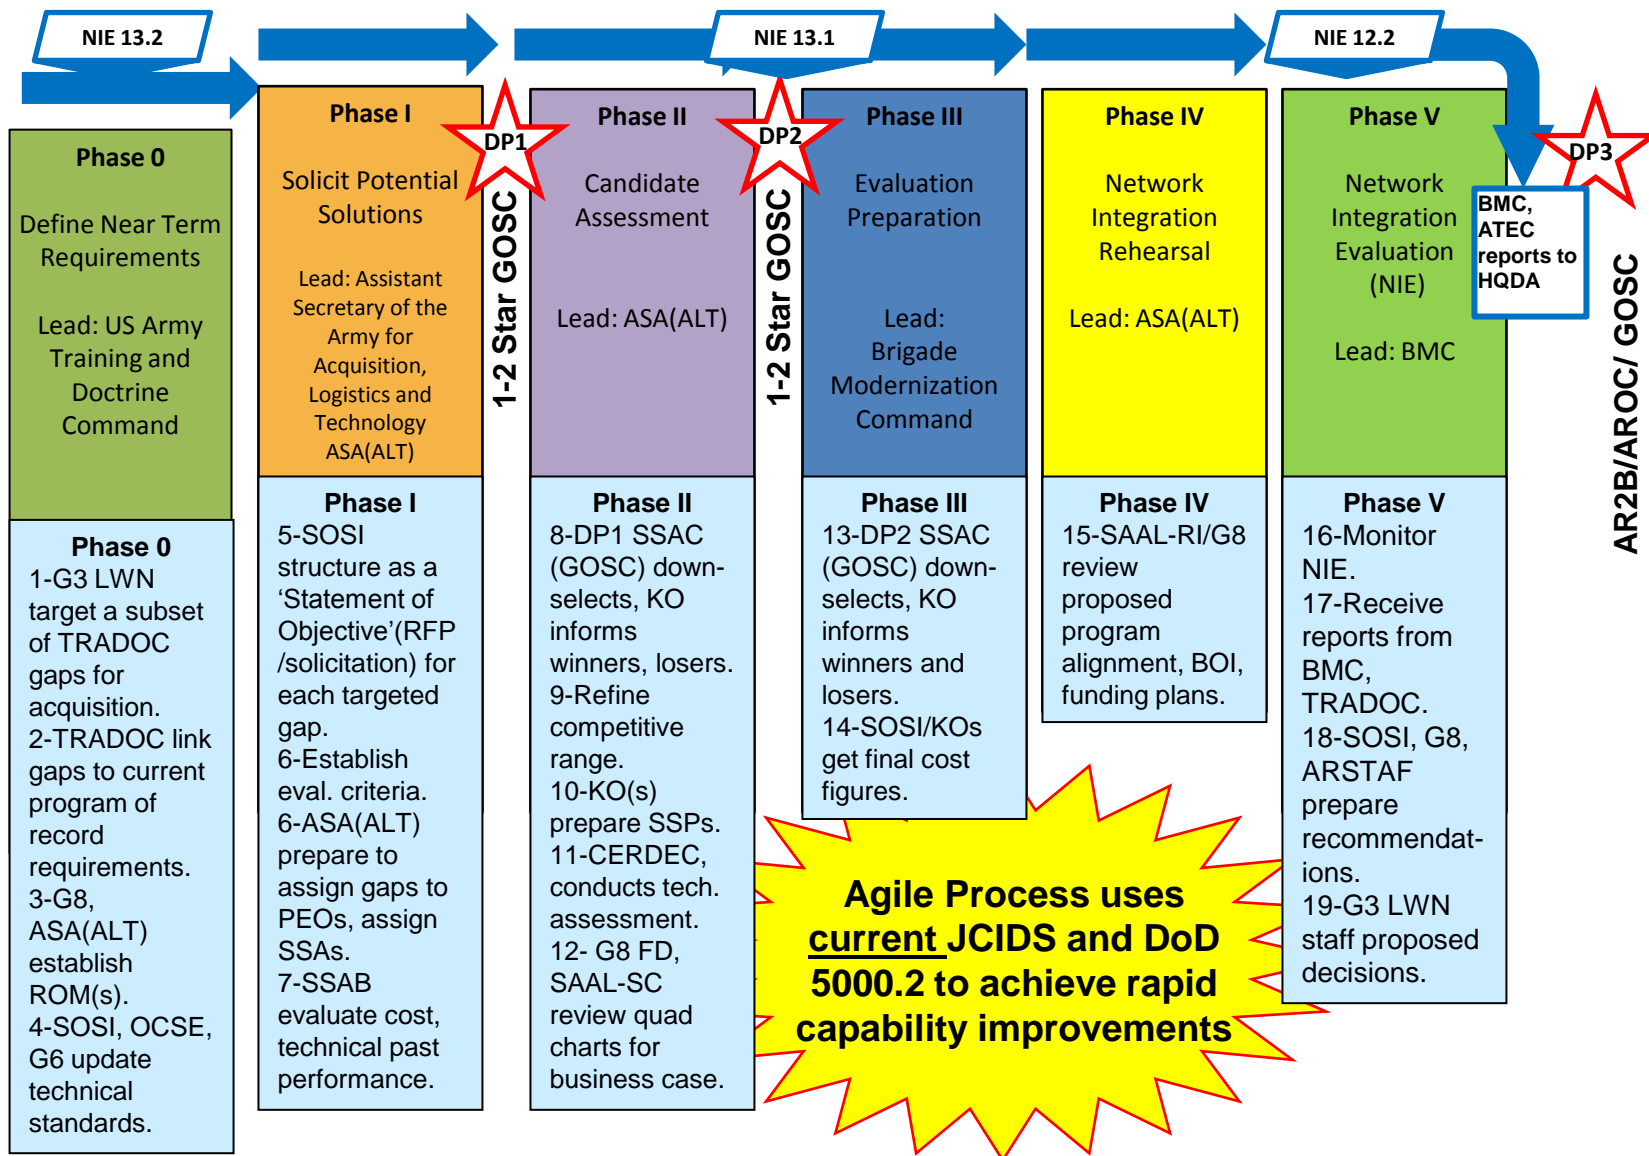 NIE 13.2
NIE 13.1
NIE 12.2
Phase 0
Define Near Term
Requirements
Lead: US Army
Training and
Doctrine
Command
Phase I
Solicit Potential
Solutions
Lead: Assistant
Secretary of the
Army for
Acquisition,
Logistics and
Technology
ASA(ALT)
DP1
1-2 Star GOSC
Phase II
Candidate
Assessment
Lead: ASA(ALT)
DP2
1-2 Star GOSC
Phase III
Evaluation
Preparation
Lead:
Brigade
Modernization
Command
Phase IV
Network
Integration
Rehearsal
Lead: ASA(ALT)
Phase V
Network
Integration
Evaluation
(NIE)
Lead: BMC
DP3
BMC,
ATEC
reports to
HQDA
AR2B/AROC/ GOSC
Phase 0
1-G3 LWN
target a subset
of TRADOC
gaps for
acquisition.
2-TRADOC link
gaps to current
program of
record
requirements.
3-G8,
ASA(ALT)
establish
ROM(s).
4-SOSI, OCSE,
G6 update
technical
standards.
Phase I
5-SOSI
structure as a
‘Statement of
Objective’(RFP
/solicitation) for
each targeted
gap.
6-Establish
eval. criteria.
6-ASA(ALT)
prepare to
assign gaps to
PEOs, assign
SSAs.
7-SSAB
evaluate cost,
technical past
performance.
Phase II
8-DP1 SSAC
(GOSC) down-
selects, KO
informs
winners, losers.
9-Refine
competitive
range.
10-KO(s)
prepare SSPs.
11-CERDEC,
conducts tech.
assessment.
12- G8 FD,
SAAL-SC
review quad
charts for
business case.
Phase III
13-DP2 SSAC
(GOSC) down-
selects, KO
informs
winners and
losers.
14-SOSI/KOs
get final cost
figures.
Phase IV
15-SAAL-RI/G8
review
proposed
program
alignment, BOI,
funding plans.
Phase V
16-Monitor
NIE.
17-Receive
reports from
BMC,
TRADOC.
18-SOSI, G8,
ARSTAF
prepare
recommendat-
ions.
19-G3 LWN
staff proposed
decisions.
Agile Process uses
current JCIDS and DoD
5000.2 to achieve rapid
capability improvements